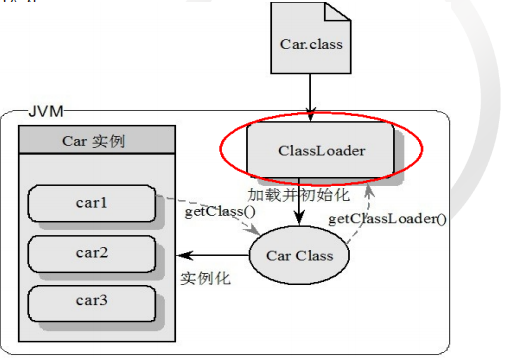 Car.class
JVM
Car 实例
ClassLoader
加载并初始化
car1
getClass()
getClassLoader()
car2
Car Class
实例化
car3